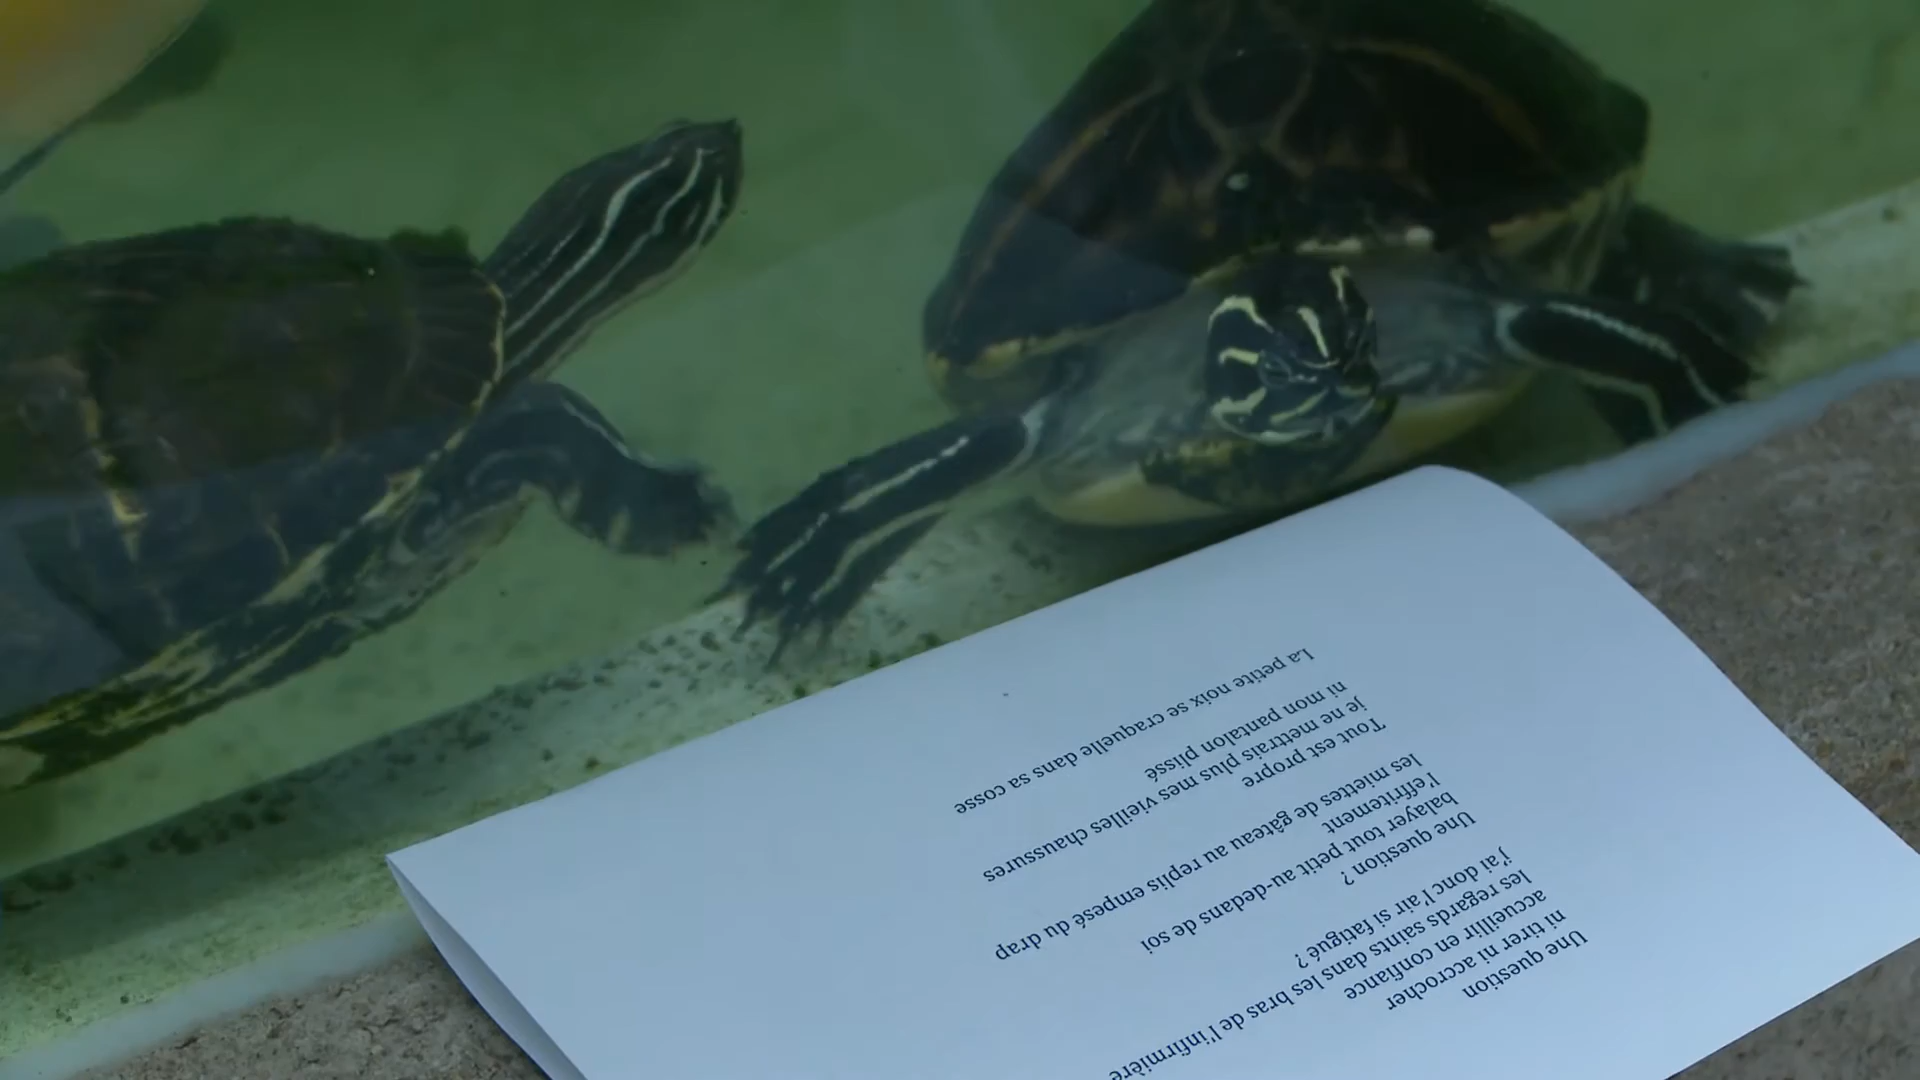 Une question
ni tirer ni accrocher
accueillir en confiance
les regards saints dans les bras de l'infirmière
j'ai donc l'air si fatigué ?
Une question ?
balayer tout petit au-dedans de soi
l'effritement
les miettes de gâteau au replis empesé du drap
Tout est propre
je ne mettrais plus mes vieilles chaussures
ni mon pantalon plissé
La petite noix se craquelle dans sa cosse